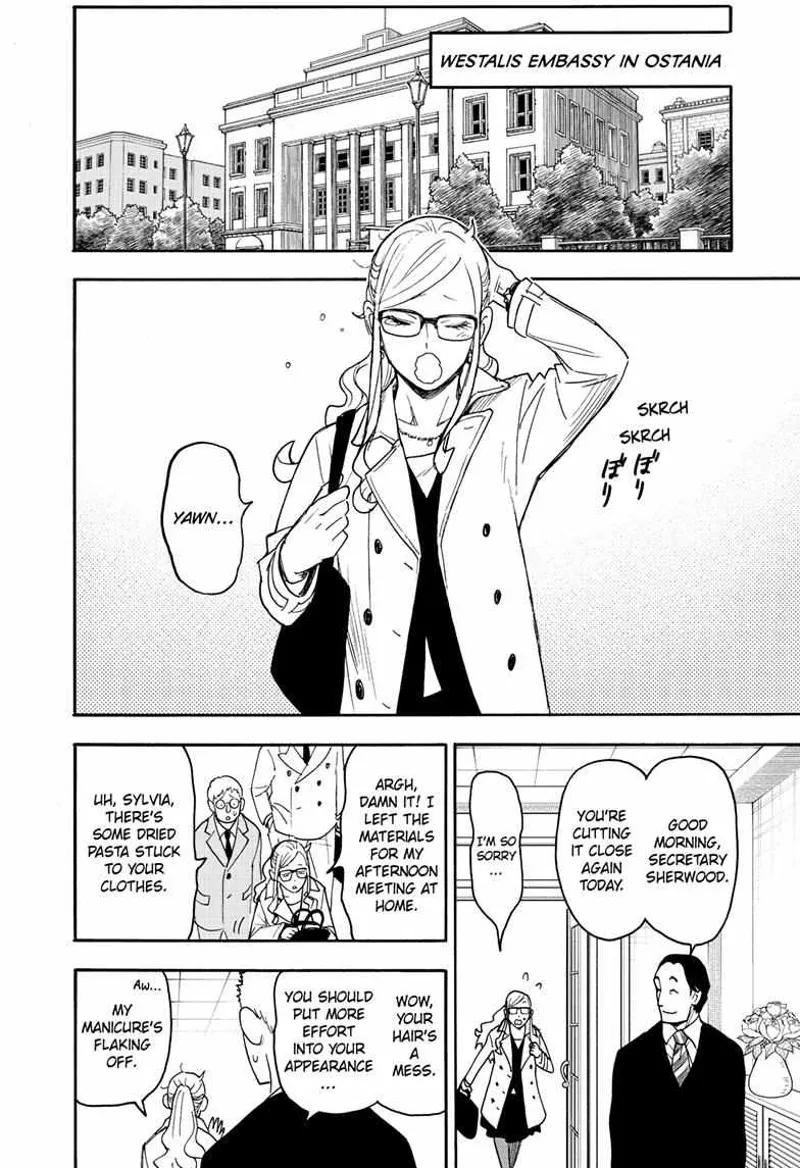 WESTALIS EMBASSY IN OSTANIA
SKRCH
SKRCH
ぼり
ぼり
YAWN...
GOOD
MORNING,
SECRETARY
SHERWOOD.
YOU'RE
CUTTING
IT CLOSE
AGAIN
TODAY.
I'M SO
SORRY
...
ARGH,
DAMN IT! I
LEFT THE
MATERIALS
FOR MY
AFTERNOON
MEETING AT
HOME.
UH, SYLVIA,
THERE'S
SOME DRIED
PASTA STUCK
TO YOUR
CLOTHES.
WOW,
YOUR
HAIR'S
A MESS.
YOU SHOULD
PUT MORE
EFFORT
INTO YOUR
APPEARANCE
...
AW...
MY
MANICURE'S
FLAKING
OFF.